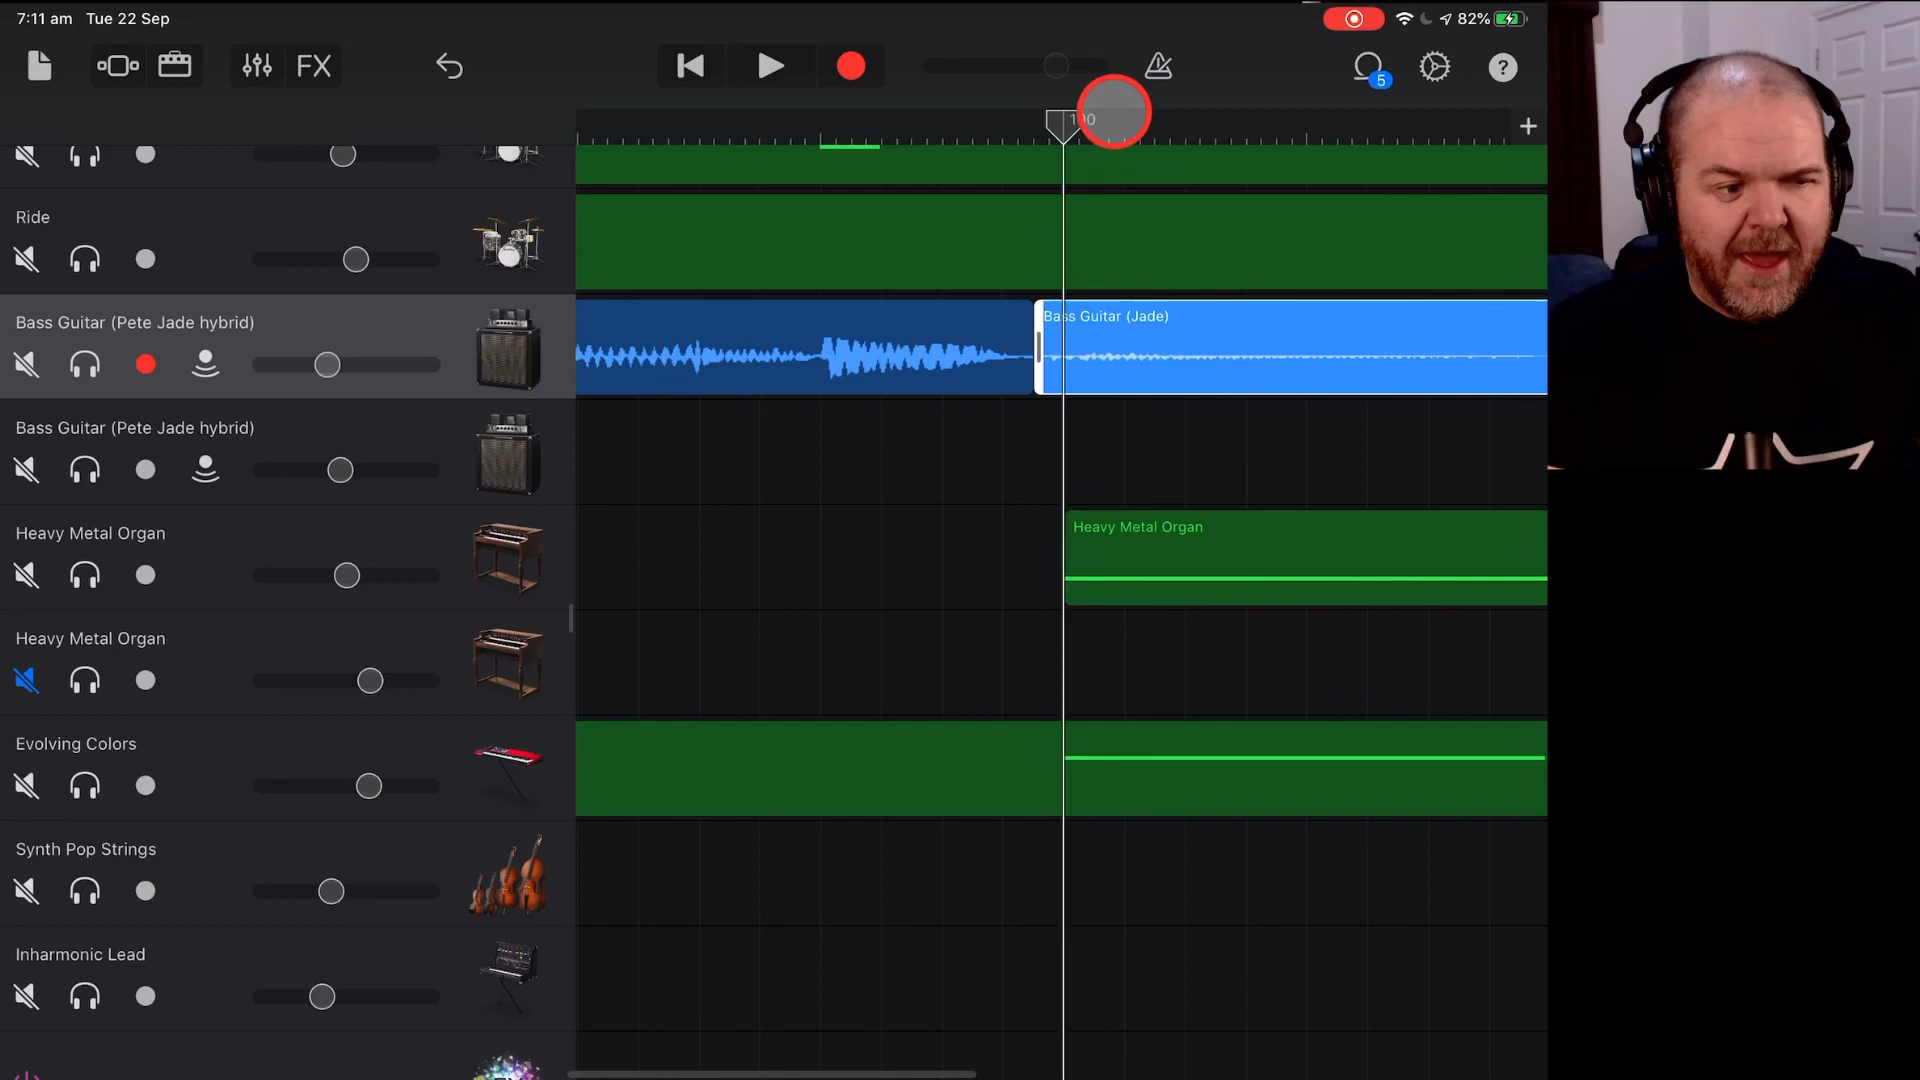 7:11 am Tue 22 Sep
82%
FX
5
?
Ride
Bass Guitar (Pete Jade hybrid)
Bass Guitar (Jade)
Bass Guitar (Pete Jade hybrid)
Heavy Metal Organ
Heavy Metal Organ
Heavy Metal Organ
Evolving Colors
Synth Pop Strings
Inharmonic Lead